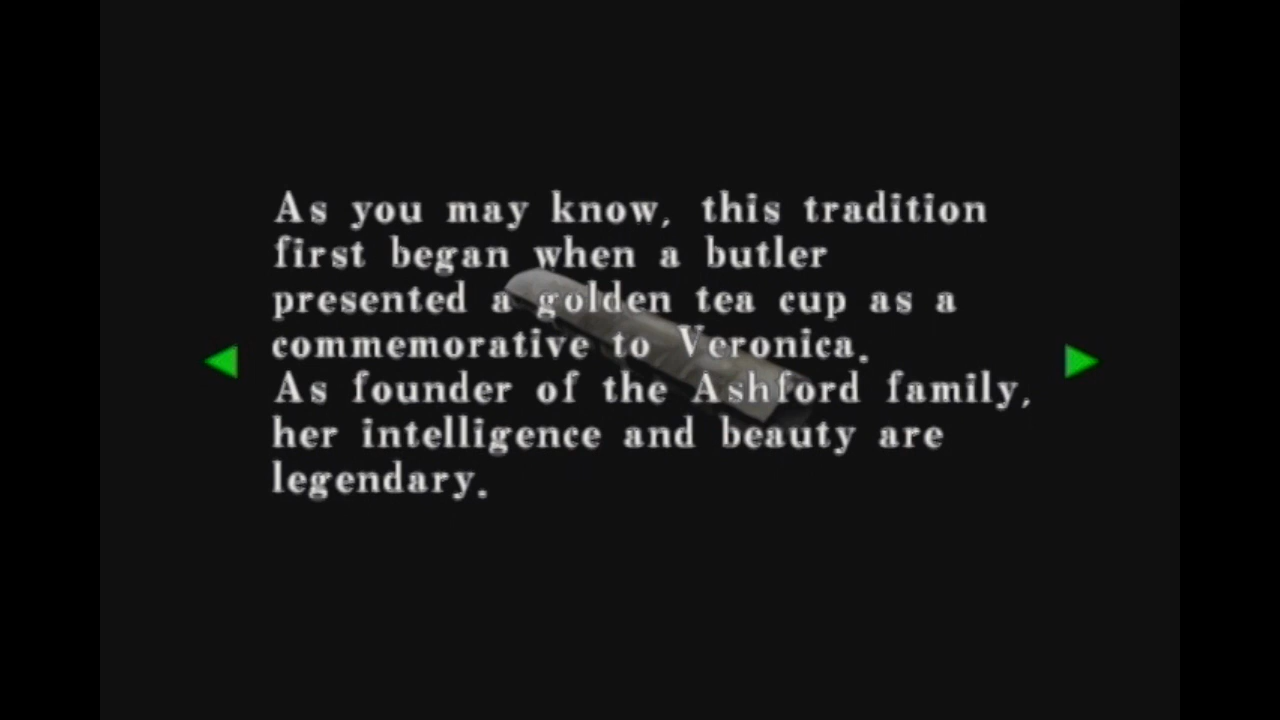 As you may know, this tradition
first began when a butler
presented a golden tea cup as a
commemorative to Veronica.
As founder of the Ashford family,
her intelligence and beauty are
legendary.